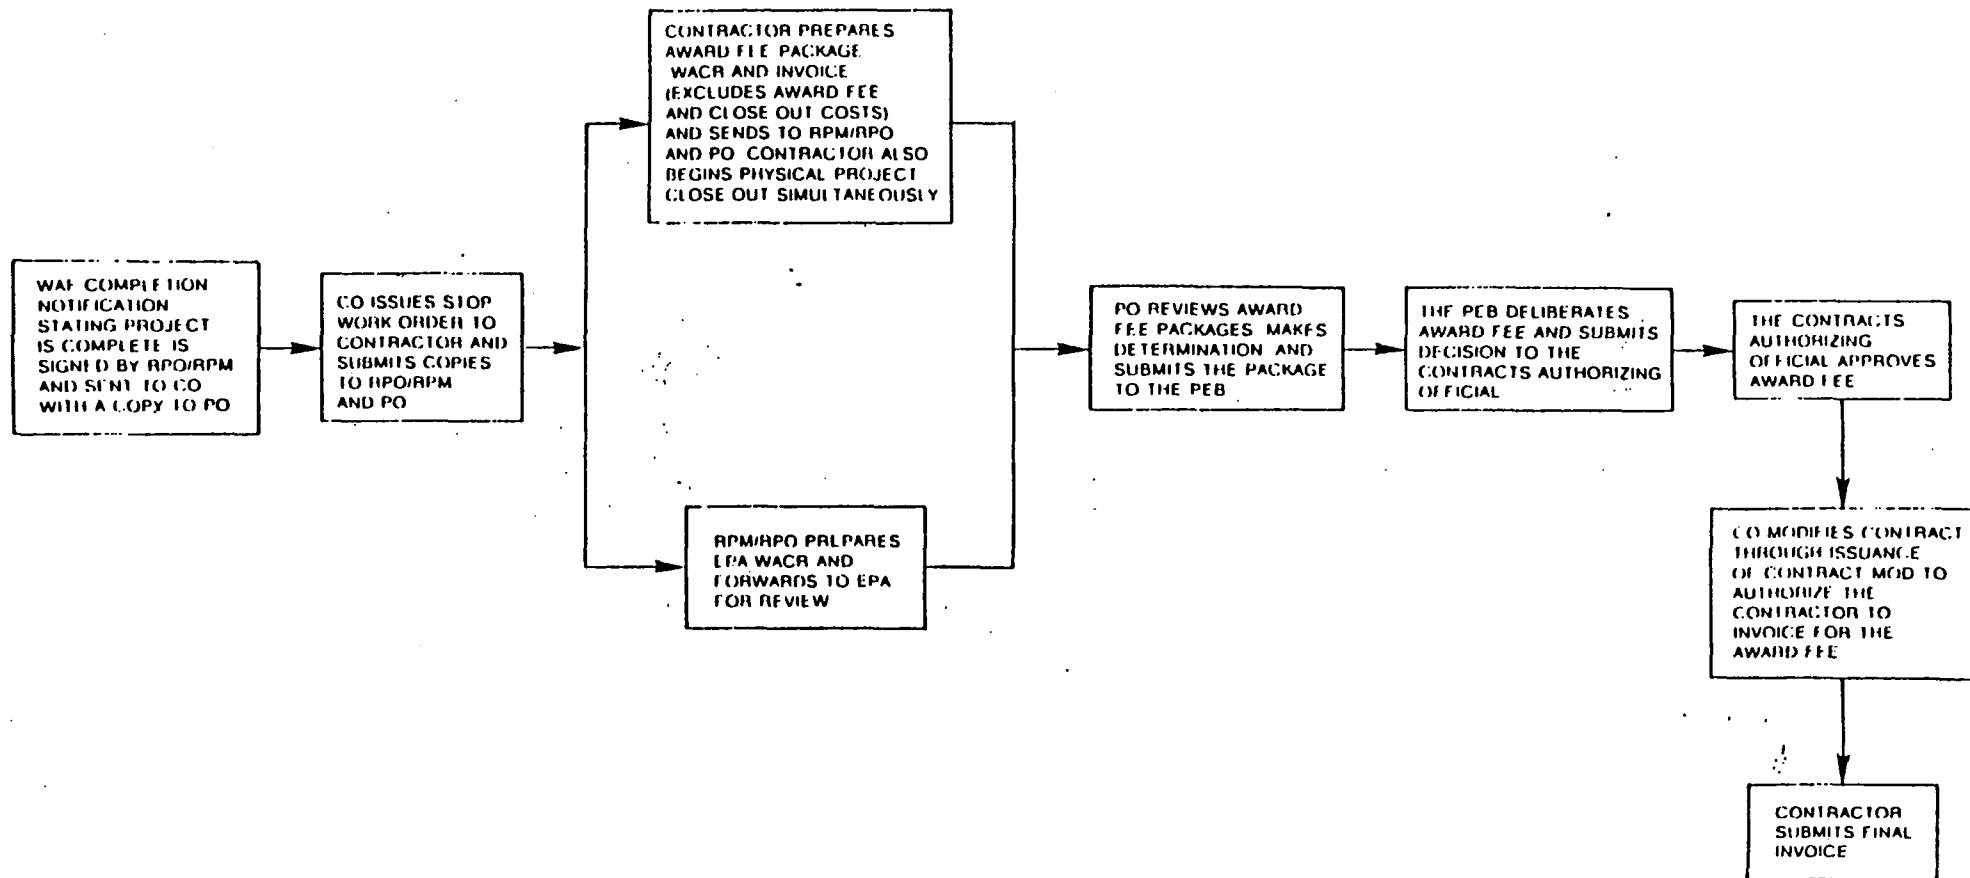 CONTRACTOR PREPARES
AWARD FEE PACKAGE
WACR AND INVOICE
(EXCLUDES AWARD FEE
AND CLOSE OUT COSTS)
AND SENDS TO RPM/RPO
AND PO CONTRACTOR ALSO
BEGINS PHYSICAL PROJECT
CLOSE OUT SIMULTANEOUSLY
WAF COMPLETION
NOTIFICATION
STATING PROJECT
IS COMPLETE IS
SIGNED BY RPO/RPM
AND SENT TO CO
WITH A COPY TO PO
CO ISSUES STOP
WORK ORDER TO
CONTRACTOR AND
SUBMITS COPIES
TO RPO/RPM
AND PO
PO REVIEWS AWARD
FEE PACKAGES MAKES
DETERMINATION AND
SUBMITS THE PACKAGE
TO THE PEB
THE PEB DELIBERATES
AWARD FEE AND SUBMITS
DECISION TO THE
CONTRACTS AUTHORIZING
OFFICIAL
THE CONTRACTS
AUTHORIZING
OFFICIAL APPROVES
AWARD FEE
RPM/RPO PREPARES
EPA WACR AND
FORWARDS TO EPA
FOR REVIEW
CO MODIFIES CONTRACT
THROUGH ISSUANCE
OF CONTRACT MOD TO
AUTHORIZE THE
CONTRACTOR TO
INVOICE FOR THE
AWARD FEE
CONTRACTOR
SUBMITS FINAL
INVOICE